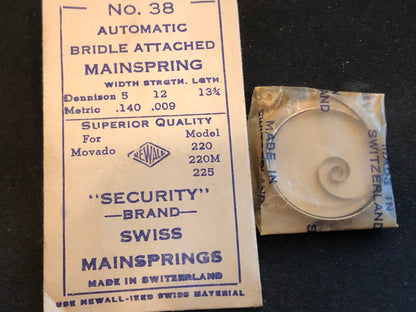 No. 38
AUTOMATIC
BRIDLE ATTACHED
MAINSPRING
WIDTH STRGTH. LGTH.
Dennison 5 12 13¾
Metric .140 .009
SUPERIOR QUALITY
For Movado
NEWALL
Model
220
220M
225
"SECURITY"
—BRAND—
SWISS
MAINSPRINGS
MADE IN SWITZERLAND
USE NEWALL-IZED SWISS MATERIAL
MADE IN
SWITZERLAND
MADE IN